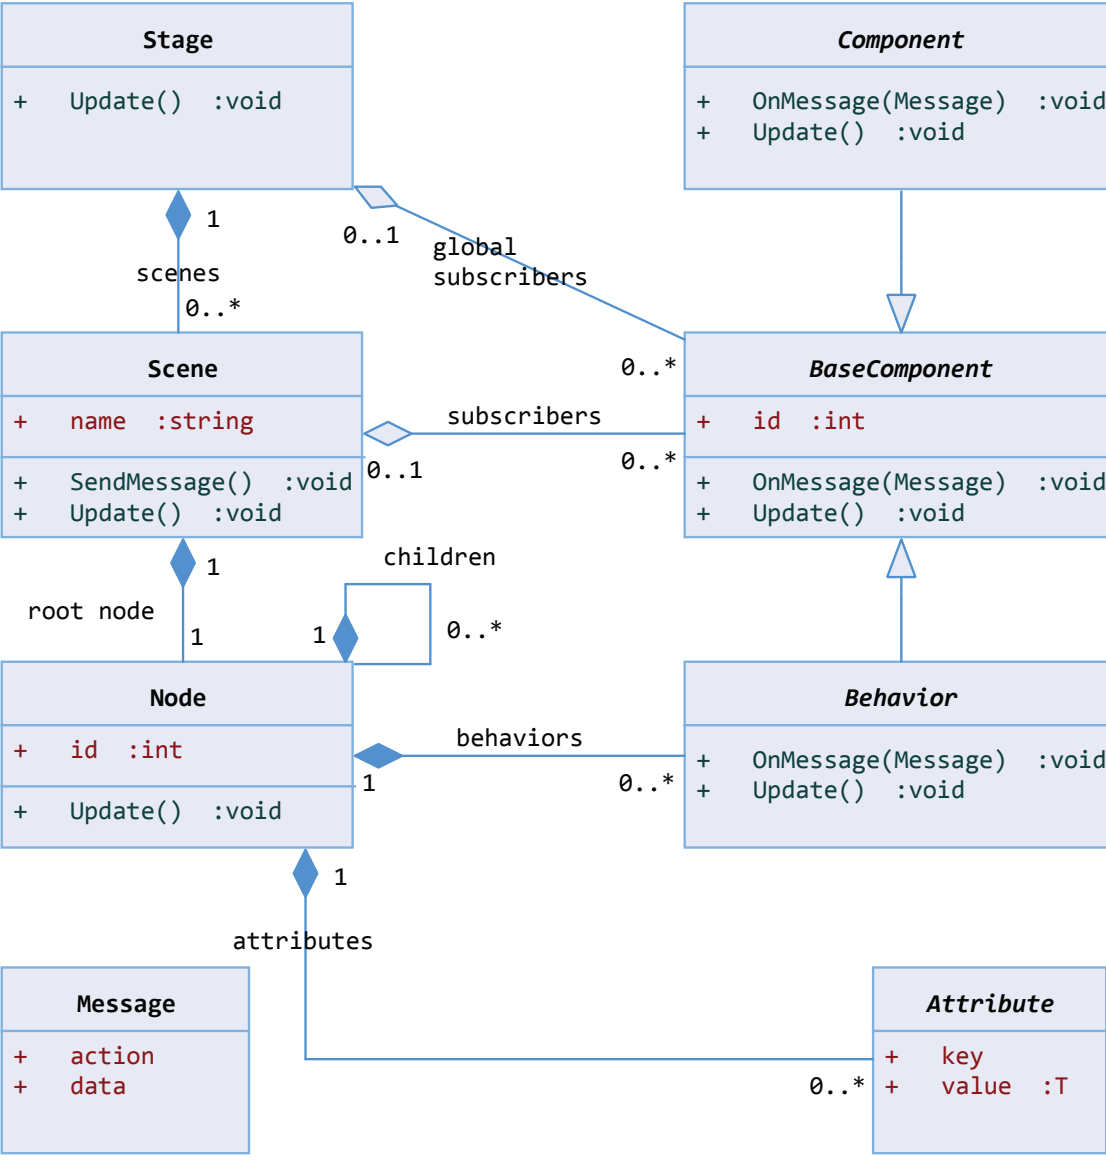 Stage
+ Update() :void
Component
+ OnMessage(Message) :void
+ Update() :void
1
0..1
global
subscribers
scenes
0..*
0..*
Scene
+ name :string
+ SendMessage() :void
+ Update() :void
subscribers
0..1
0..*
BaseComponent
+ id :int
+ OnMessage(Message) :void
+ Update() :void
1
root node
1
children
1
0..*
Node
+ id :int
+ Update() :void
behaviors
1
0..*
Behavior
+ OnMessage(Message) :void
+ Update() :void
1
attributes
0..*
Message
+ action
+ data
Attribute
+ key
+ value :T